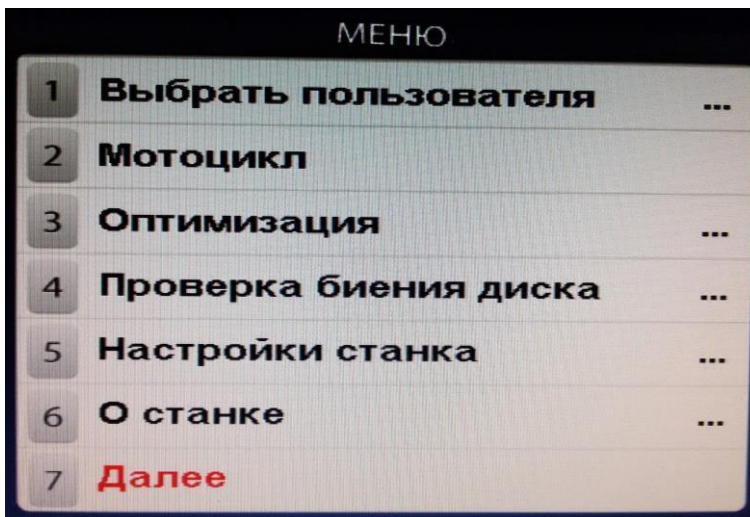 МЕНЮ
1 Выбрать пользователя ...
2 Мотоцикл
3 Оптимизация ...
4 Проверка биения диска ...
5 Настройки станка ...
6 О станке ...
7 Далее